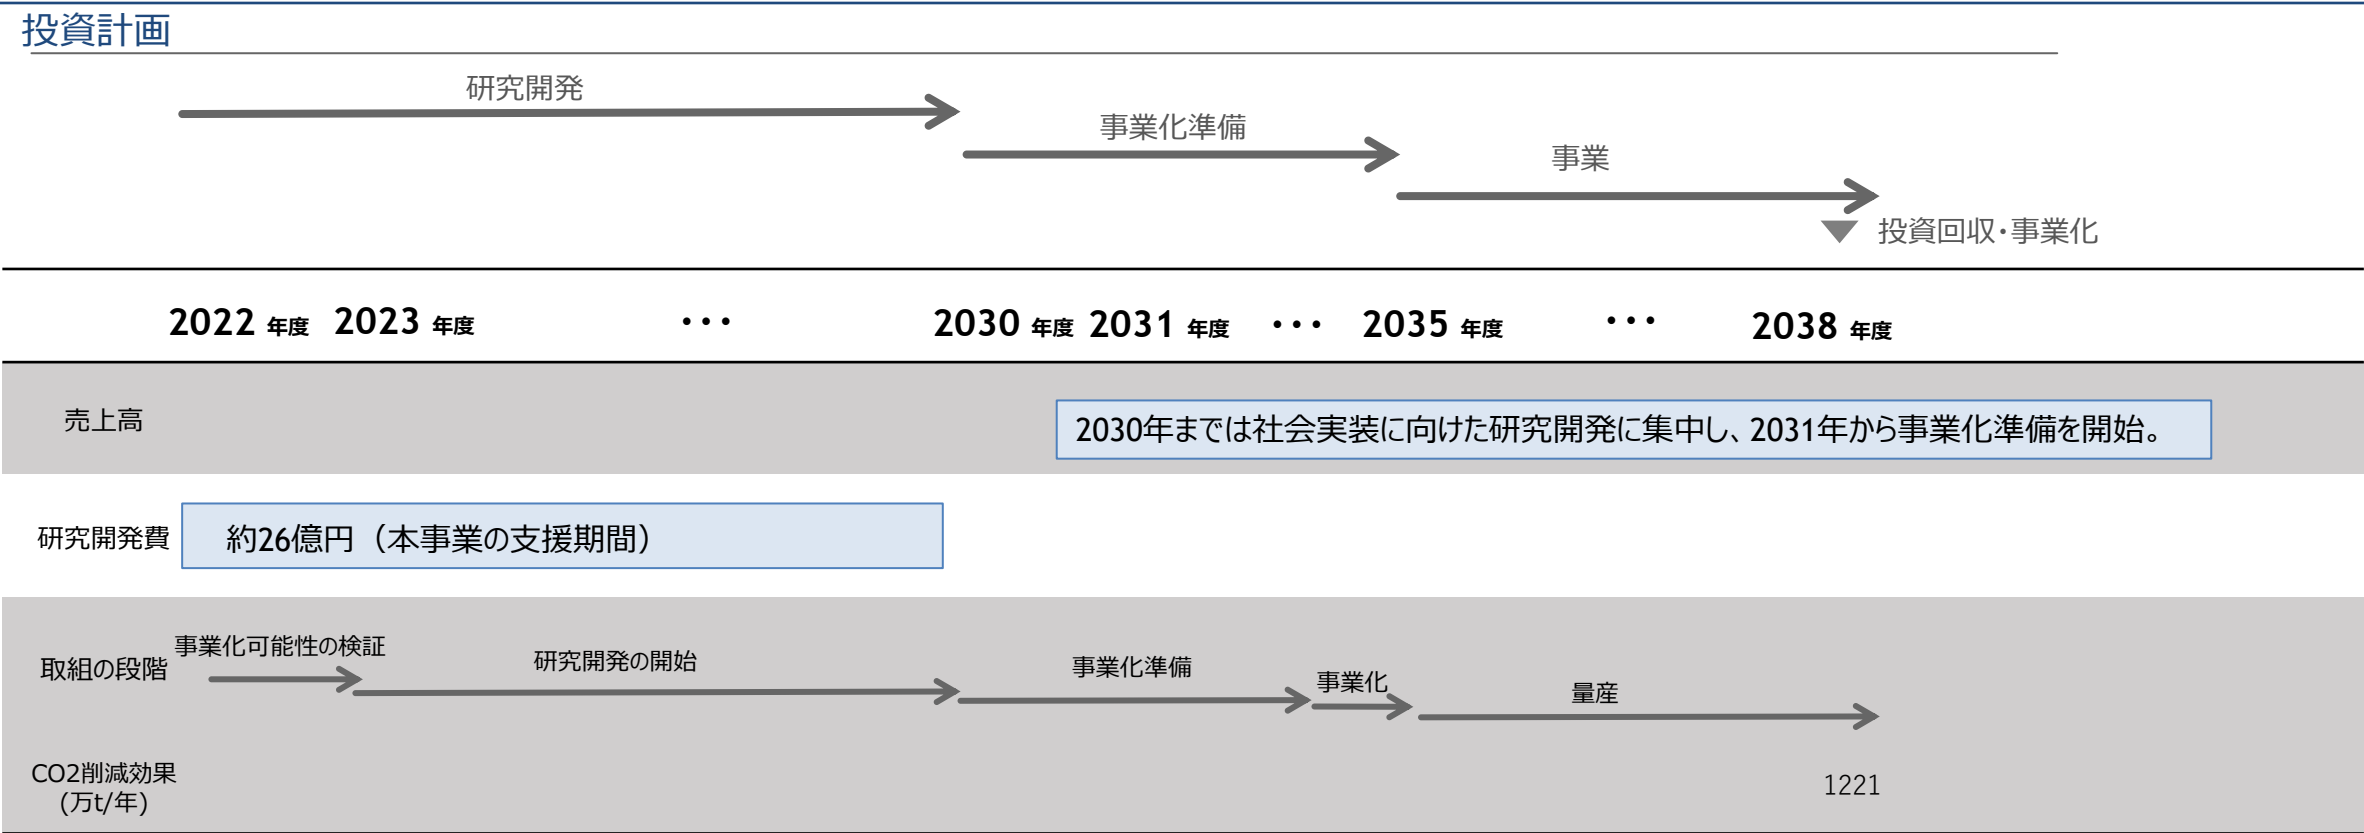 投資計画
研究開発
事業化準備
事業
投資回収・事業化
2022 年度 2023 年度 ・・・ 2030 年度 2031 年度 ・・・ 2035 年度 ・・・ 2038 年度
売上高
2030年までは社会実装に向けた研究開発に集中し、2031年から事業化準備を開始。
研究開発費
約26億円（本事業の支援期間）
取組の段階
事業化可能性の検証
研究開発の開始
事業化準備
事業化
量産
CO2削減効果
(万t/年)
1221